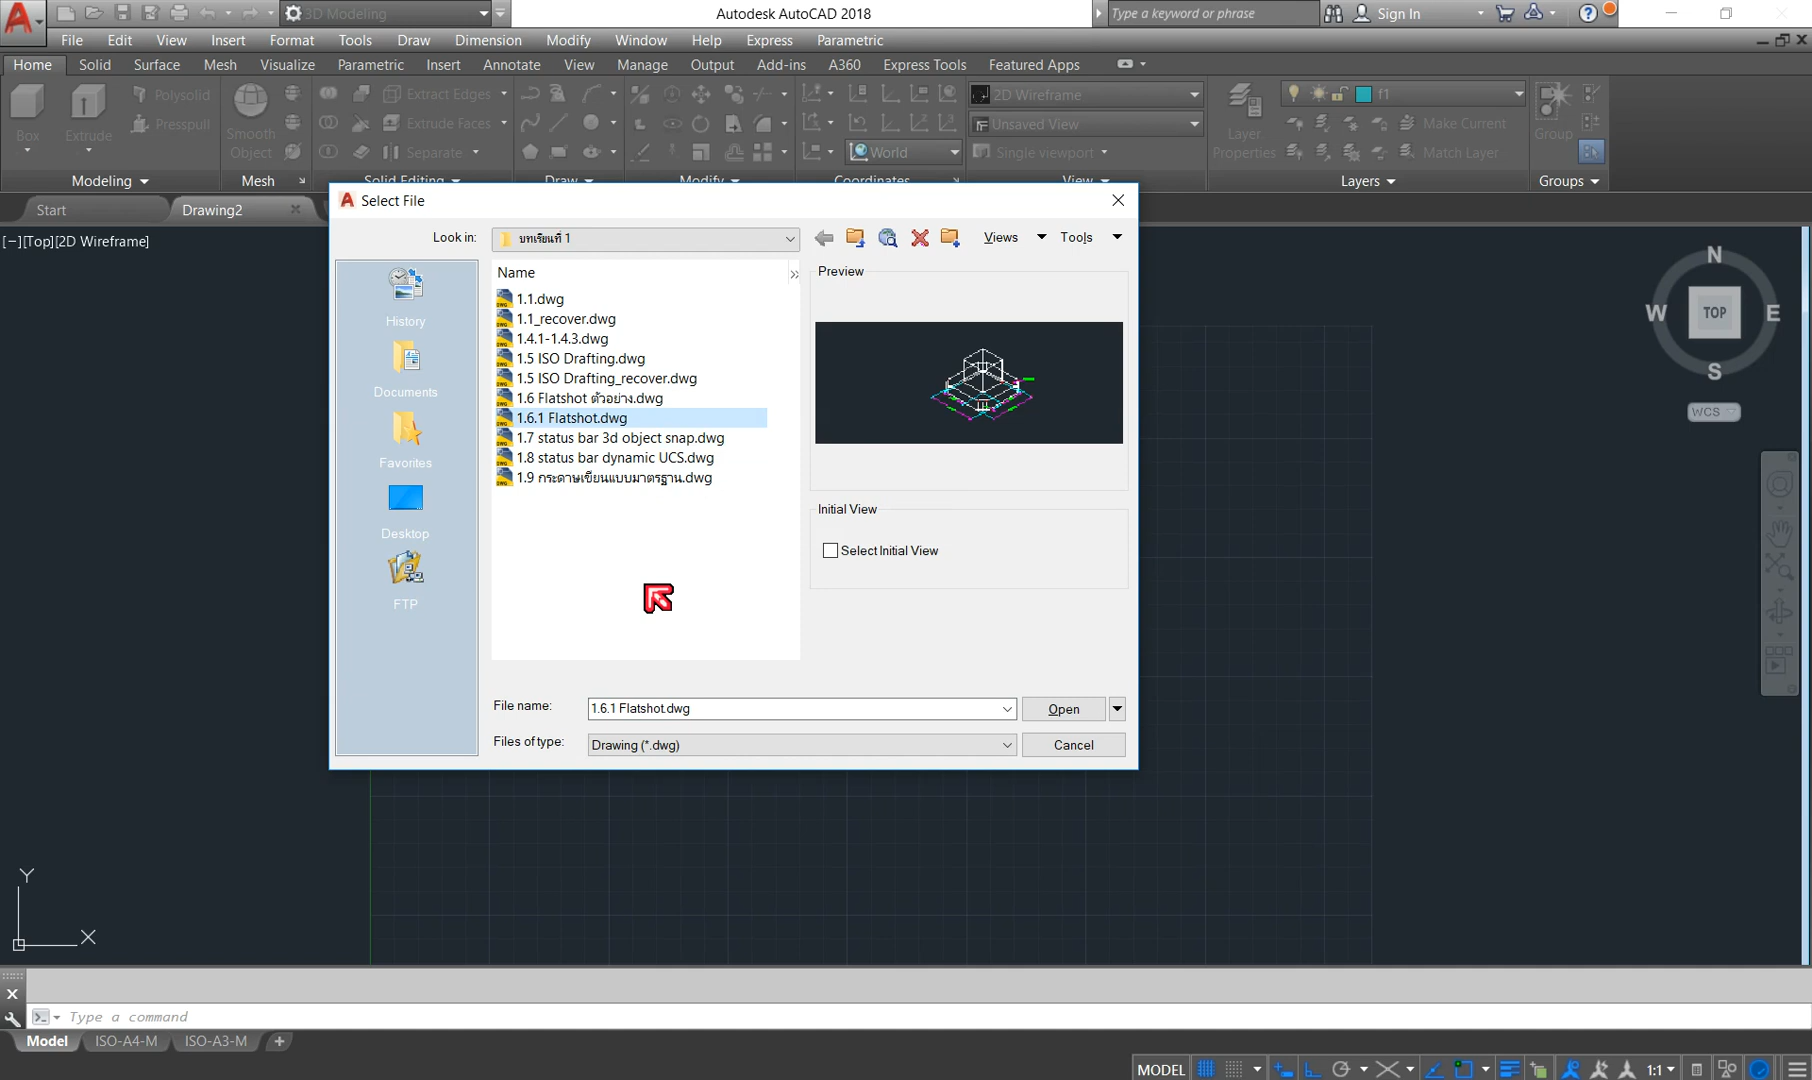 3D Modeling
Autodesk AutoCAD 2018
Type a keyword or phrase
Sign In
File Edit View Insert Format Tools Draw Dimension Modify Window Help Express Parametric
Home Solid Surface Mesh Visualize Parametric Insert Annotate View Manage Output Add-ins A360 Express Tools Featured Apps
Box
Extrude
Polysolid
Presspull
Smooth
Object
Extract Edges
Extrude Faces
Separate
2D Wireframe
Unsaved View
World
Single viewport
Layer
Properties
f1
Make Current
Match Layer
Group
Modeling
Mesh
Solid Editing
Draw
Modify
Coordinates
View
Layers
Groups
Start
Drawing2
[−][Top][2D Wireframe]
Select File
Look in:
บทเรียนที่ 1
Views
Tools
History
Documents
Favorites
Desktop
FTP
Name
1.1.dwg
1.1_recover.dwg
1.4.1-1.4.3.dwg
1.5 ISO Drafting.dwg
1.5 ISO Drafting_recover.dwg
1.6 Flatshot ตัวอย่าง.dwg
1.6.1 Flatshot.dwg
1.7 status bar 3d object snap.dwg
1.8 status bar dynamic UCS.dwg
1.9 กระดาษเขียนแบบมาตรฐาน.dwg
Preview
Initial View
Select Initial View
File name:
1.6.1 Flatshot.dwg
Open
Files of type:
Drawing (*.dwg)
Cancel
N
W
TOP
E
S
WCS
Y
X
Type a command
Model
ISO-A4-M
ISO-A3-M
MODEL
1:1